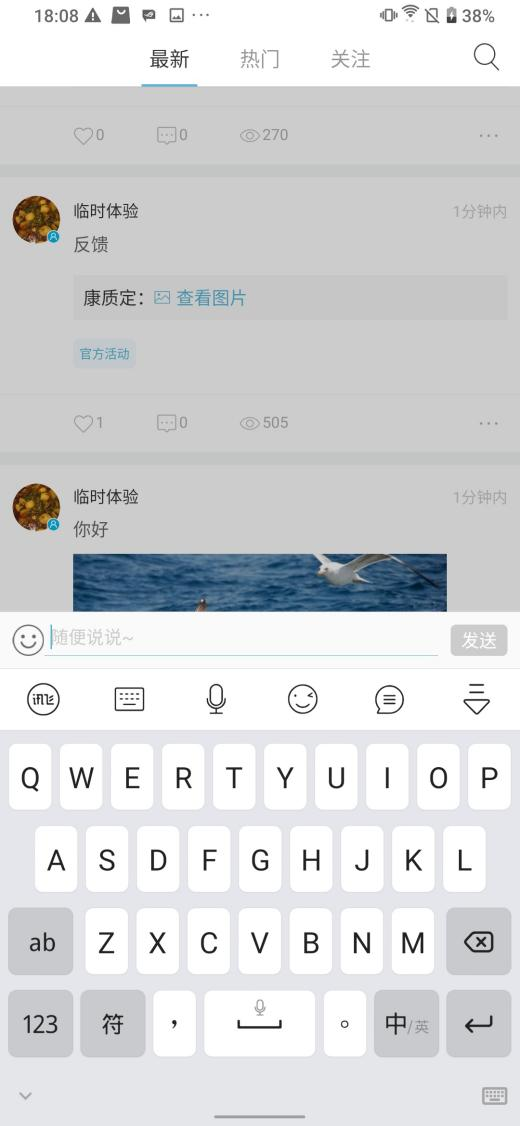 18:08 38%
最新 热门 关注
0 0 270
临时体验 1分钟内
反馈
康质定： 查看图片
官方活动
1 0 505
临时体验 1分钟内
你好
随便说说~ 发送
Q W E R T Y U I O P
A S D F G H J K L
ab Z X C V B N M
123 符 ， 。 中/英